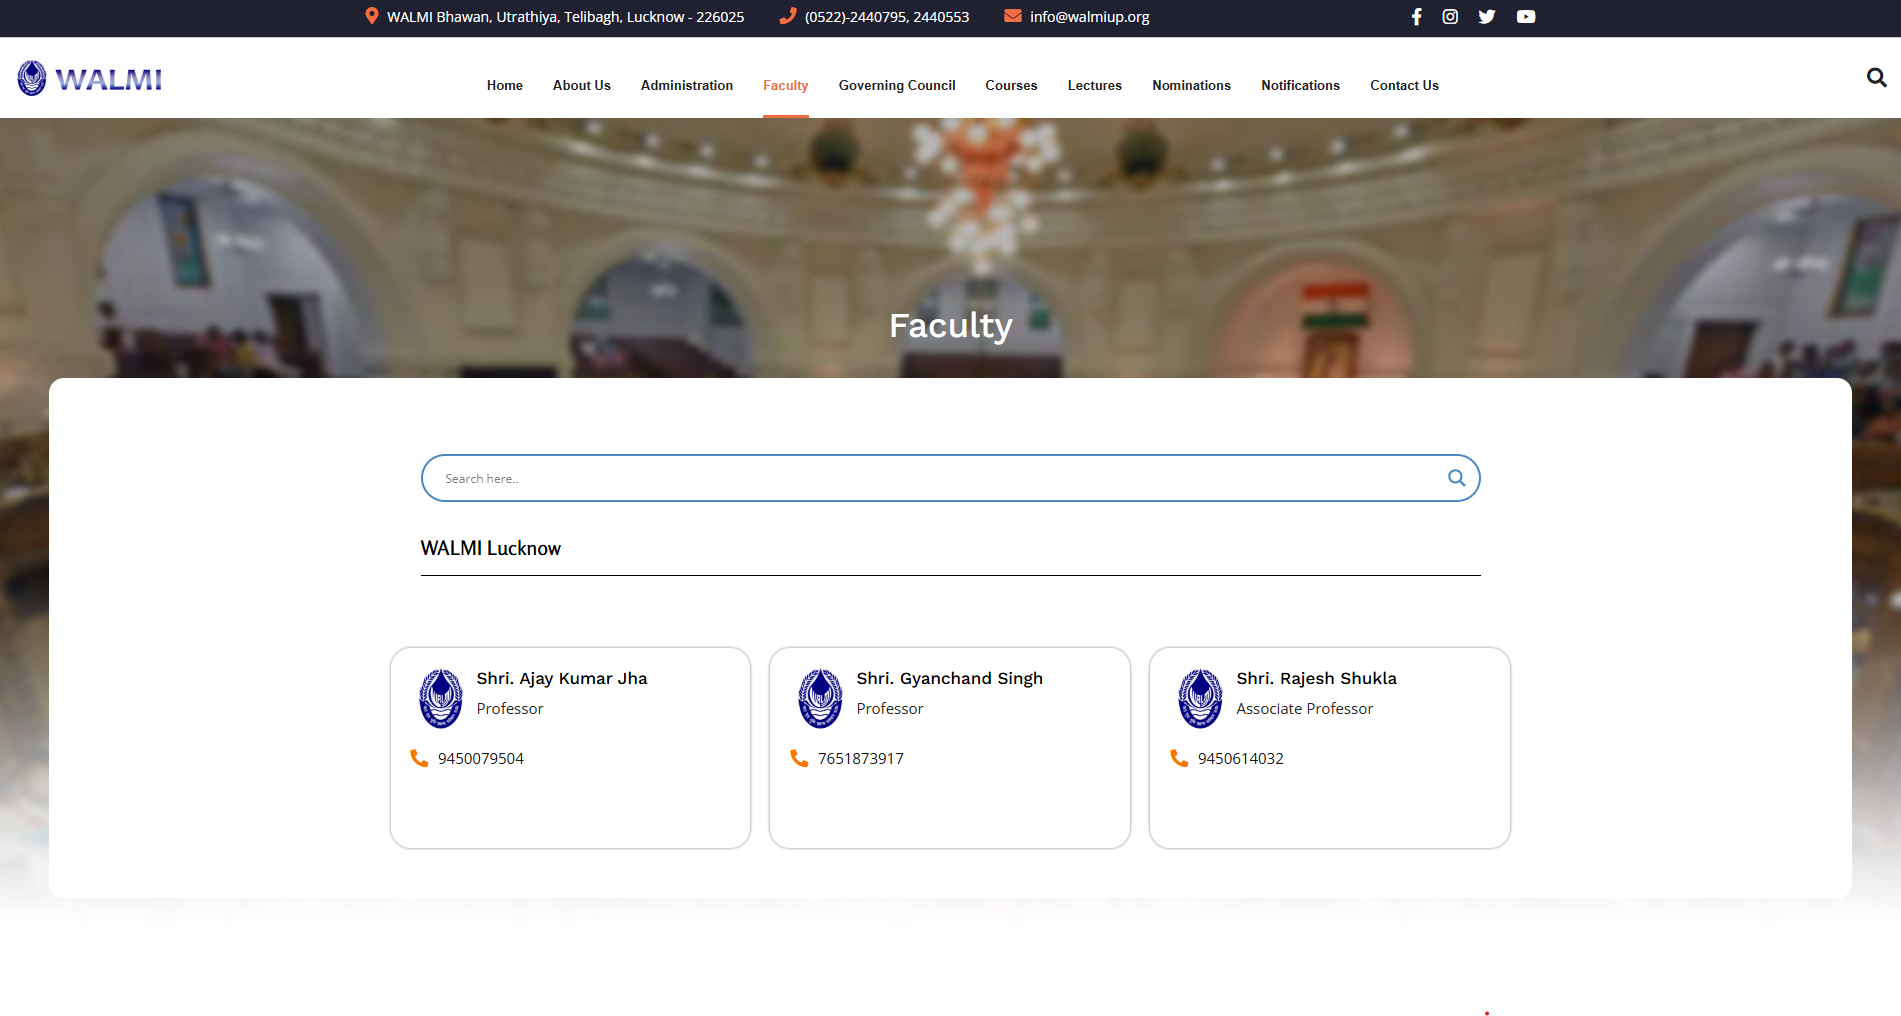 WALMI Bhawan, Utrathiya, Telibagh, Lucknow - 226025 (0522)-2440795, 2440553 info@walmiup.org
WALMI Home About Us Administration Faculty Governing Council Courses Lectures Nominations Notifications Contact Us
Faculty
Search here..
WALMI Lucknow
Shri. Ajay Kumar Jha
Professor
9450079504
Shri. Gyanchand Singh
Professor
7651873917
Shri. Rajesh Shukla
Associate Professor
9450614032